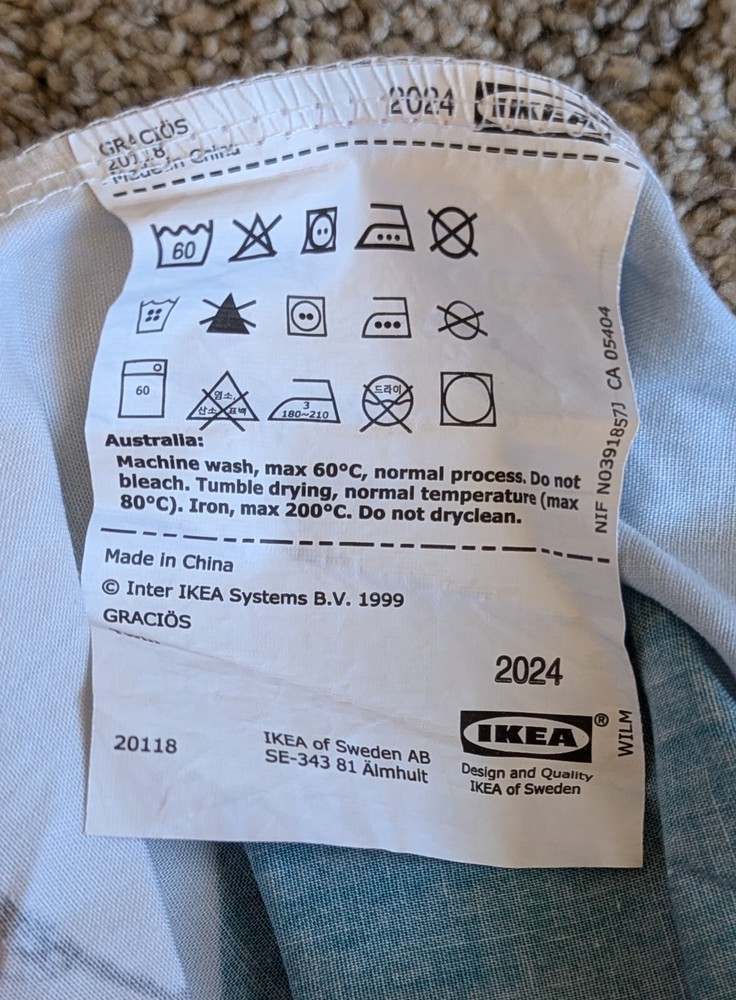 2024 IKEA
GRACIÖS
Made in China
60
60
염소,
산소 표백
3
180~210
드라이
NIF N0391857J CA 05404
Australia:
Machine wash, max 60°C, normal process. Do not
bleach. Tumble drying, normal temperature (max
80°C). Iron, max 200°C. Do not dryclean.
Made in China
© Inter IKEA Systems B.V. 1999
GRACIÖS
2024
20118
IKEA of Sweden AB
SE-343 81 Älmhult
IKEA®
Design and Quality
IKEA of Sweden
WILM